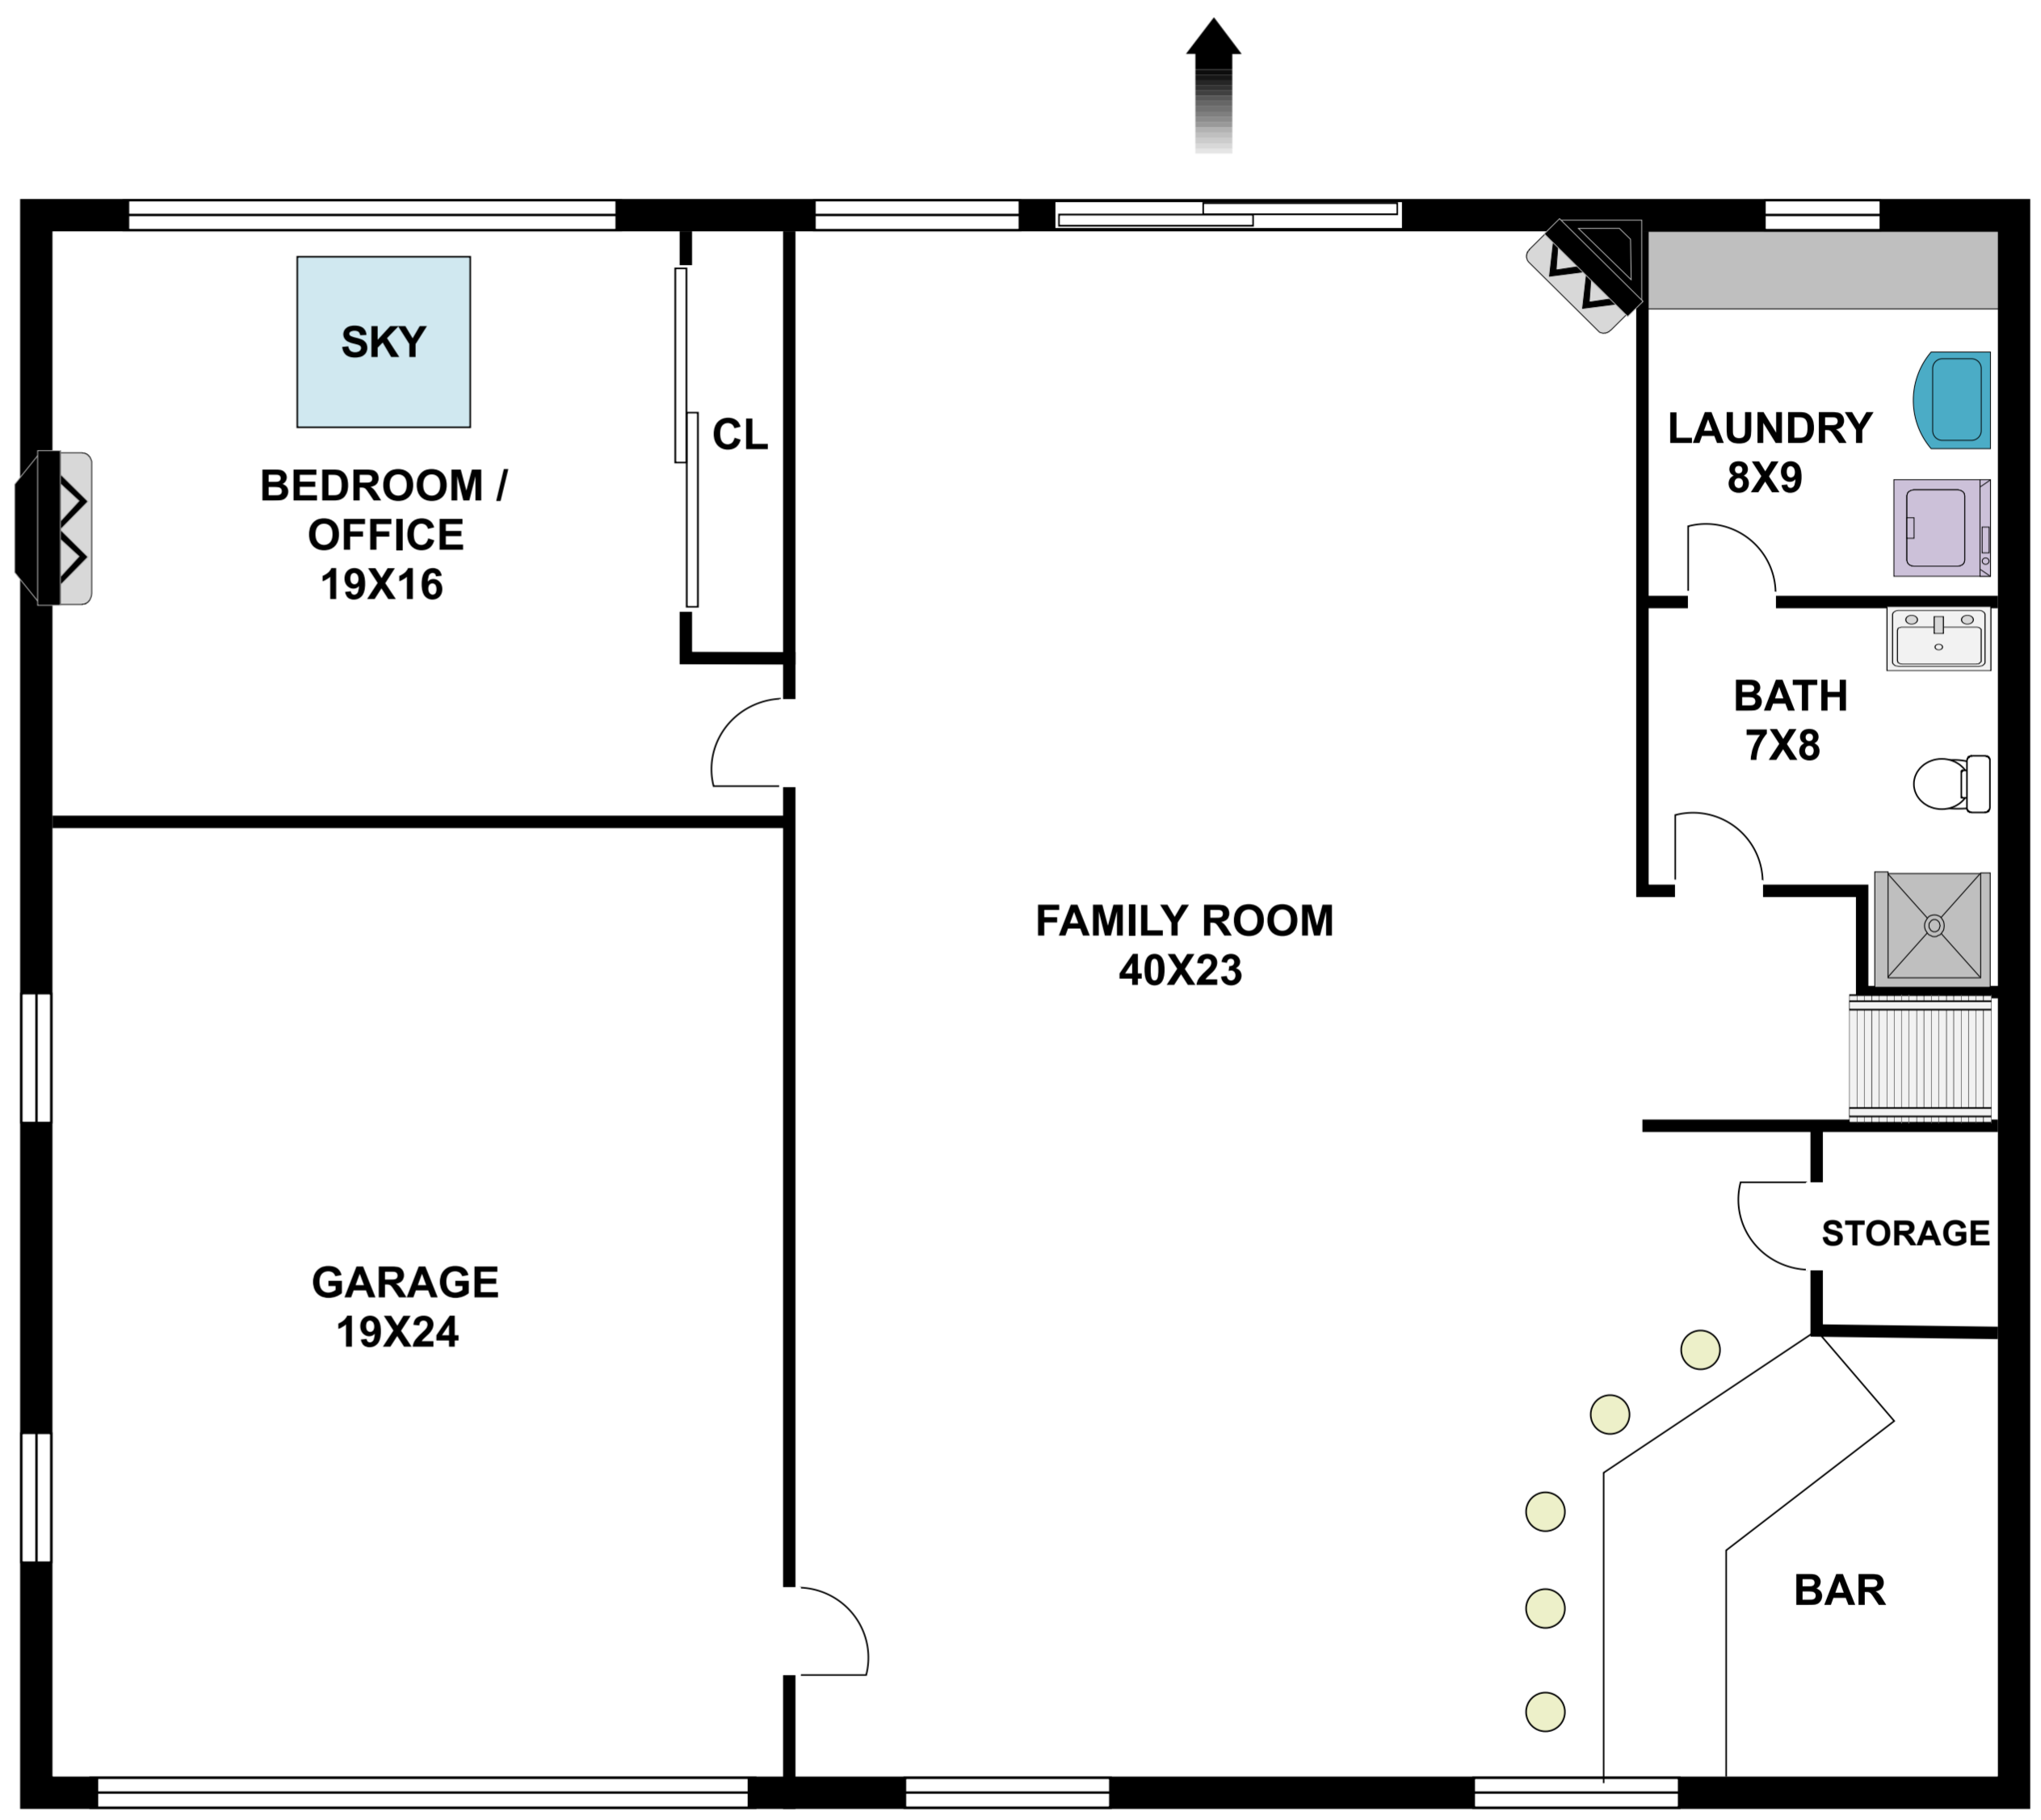 SKY
BEDROOM /
OFFICE
19X16
CL
LAUNDRY
8X9
BATH
7X8
FAMILY ROOM
40X23
STORAGE
GARAGE
19X24
BAR